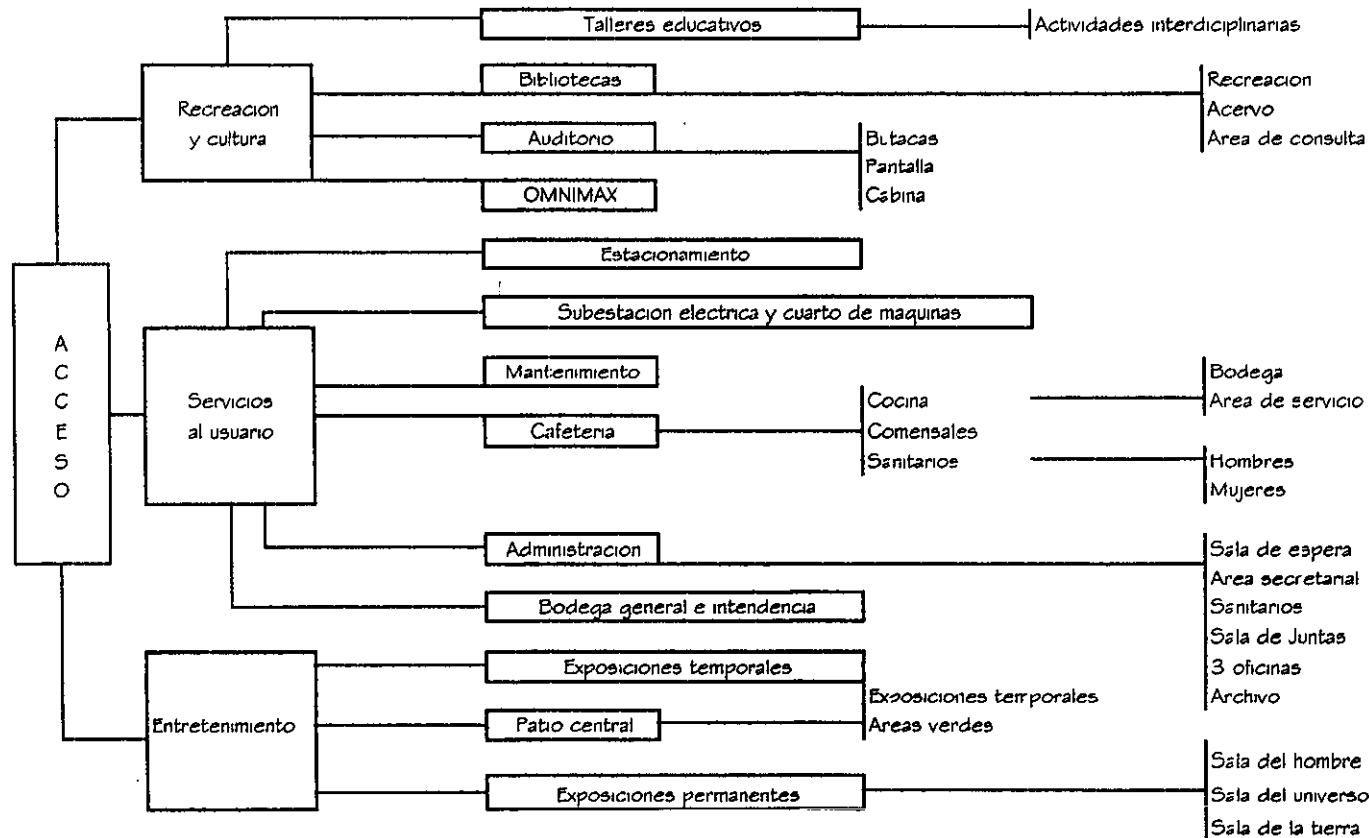 Talleres educativos
Actividades interdiciplinarias
Recreacion
y cultura
Bibliotecas
Recreacion
Acervo
Area de consulta
Auditorio
Butacas
Pantalla
Cabina
OMNIMAX
ACCESO
Servicios
al usuario
Estacionamiento
Subestacion electrica y cuarto de maquinas
Mantenimiento
Cafeteria
Cocina
Comensales
Sanitarios
Bodega
Area de servicio
Hombres
Mujeres
Administracion
Sala de espera
Area secretarial
Sanitarios
Sala de Juntas
3 oficinas
Archivo
Bodega general e intendencia
Entretenimiento
Exposiciones temporales
Patio central
Exposiciones temporales
Areas verdes
Exposiciones permanentes
Sala del hombre
Sala del universo
Sala de la tierra